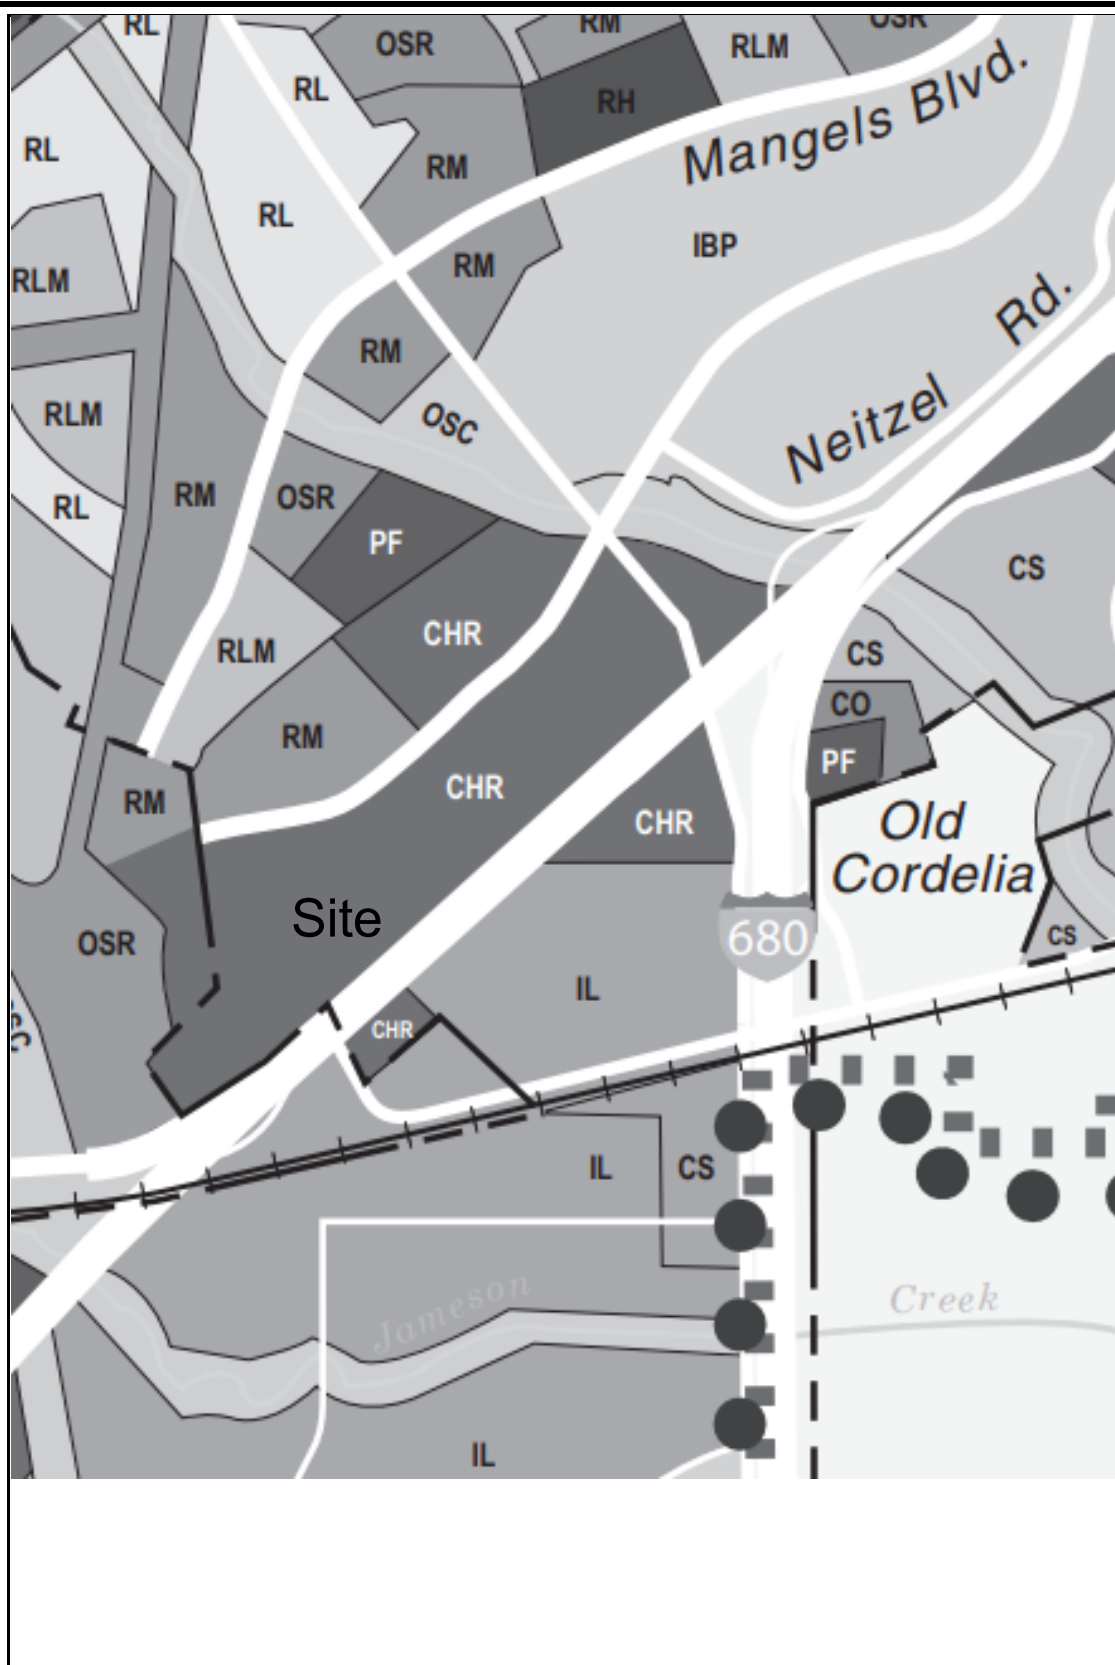 RL
OSR
RM
RLM
OSR
RL
RH
Mangels Blvd.
RL
RM
RL
IBP
RM
RLM
Rd.
RM
RLM
OSC
Neitzel
RM
OSR
RL
PF
CS
CHR
RLM
CS
CO
RM
PF
CHR
RM
CHR
Old
Cordelia
Site
680
OSR
CS
IL
CHR
IL
CS
Jameson
Creek
IL